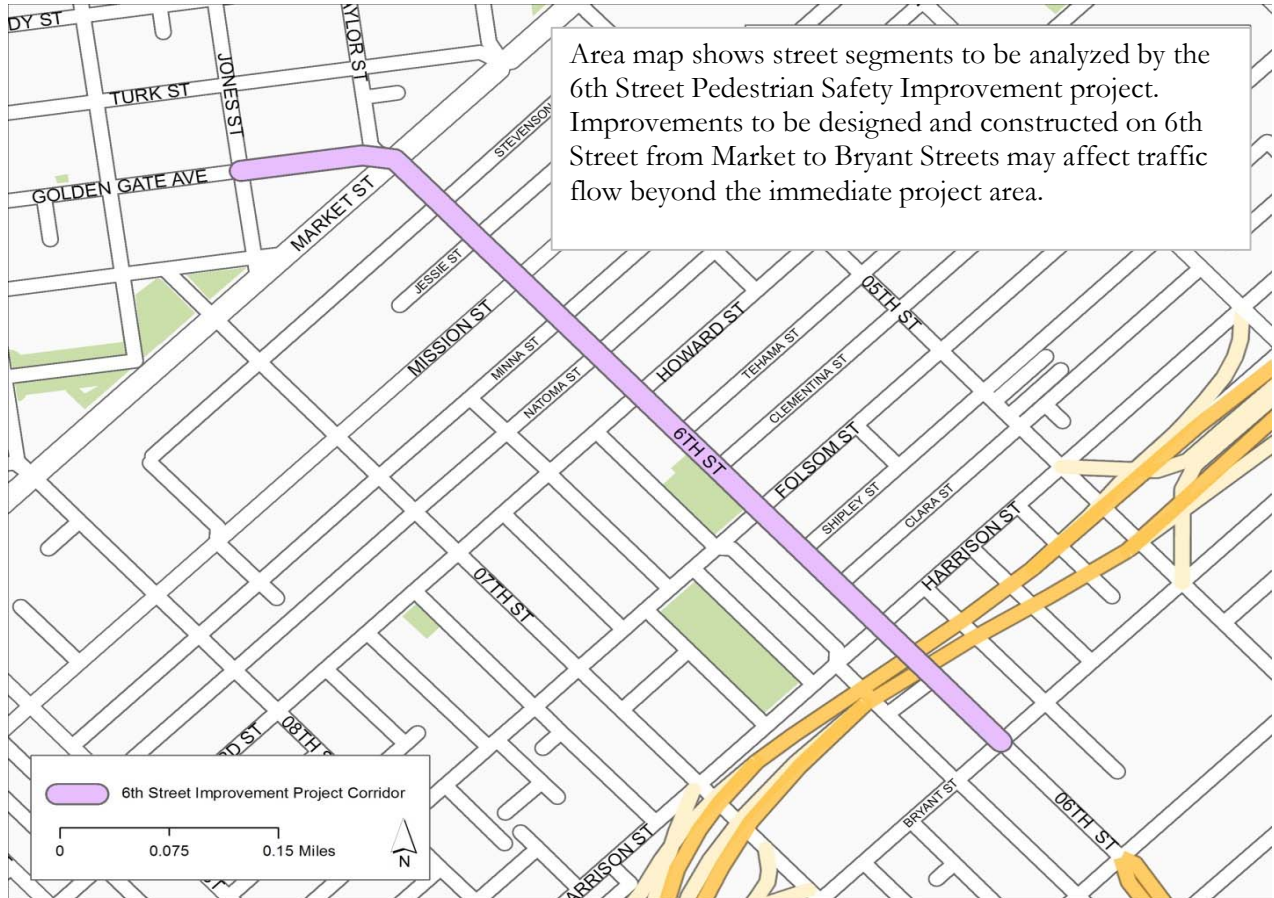 DY ST
AYLOR ST
JONES ST
TURK ST
GOLDEN GATE AVE
MARKET ST
STEVENSON
Area map shows street segments to be analyzed by the
6th Street Pedestrian Safety Improvement project.
Improvements to be designed and constructed on 6th
Street from Market to Bryant Streets may affect traffic
flow beyond the immediate project area.
JESSIE ST
MISSION ST
MINNA ST
NATOMA ST
HOWARD ST
05TH ST
TEHAMA ST
CLEMENTINA ST
6TH ST
FOLSOM ST
SHIPLEY ST
CLARA ST
HARRISON ST
07TH ST
08TH S
RD ST
BRYANT ST
06TH ST
ARRISON ST
6th Street Improvement Project Corridor
0 0.075 0.15 Miles
N
ST